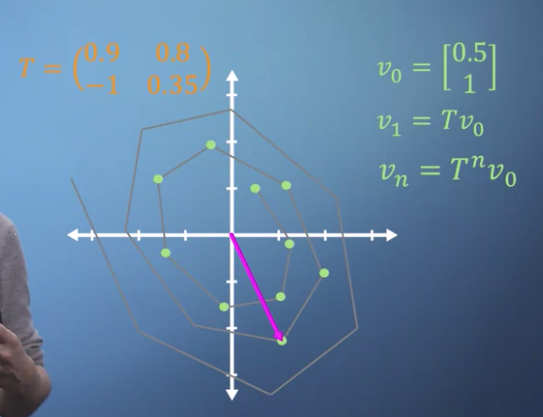 T = (0.9 0.8
-1 0.35)
v₀ = [0.5
1]
v₁ = Tv₀
vₙ = Tⁿv₀